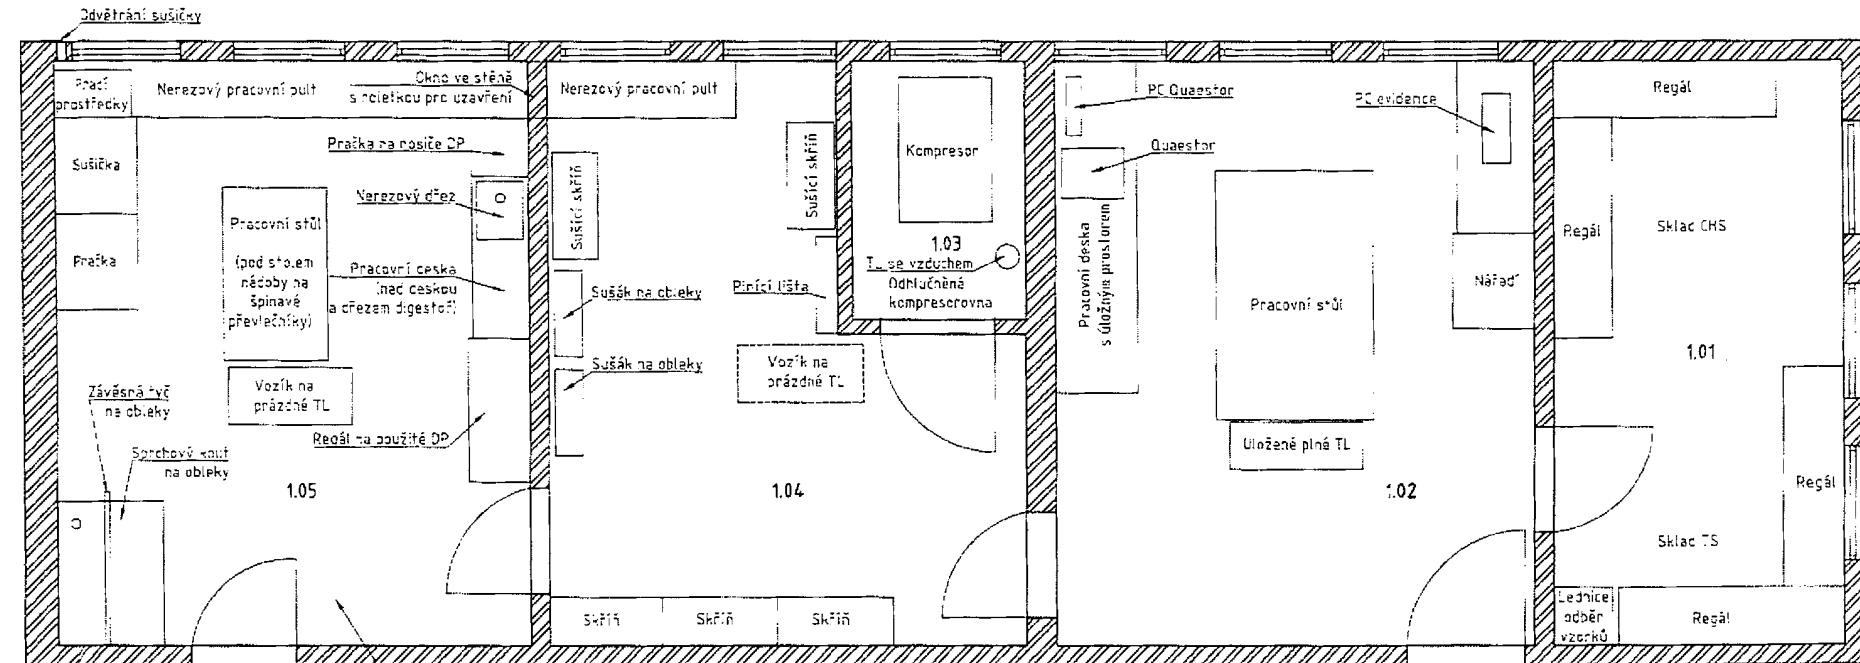 Odvětrání sušičky
Prací
prostředky
Nerezový pracovní pult
Okno ve stěně
s roletkou pro uzavření
Sušička
Pračka
Pračka na nosiče DP
Nerezový dřez
Pracovní stůl
(pod stolem
nádoby na
špinavé
převlečníky)
Pracovní deska
(nad deskou
a dřezem digestoř)
Vozík na
prázdné TL
Závěsná tyč
na obleky
Sprchový kout
na obleky
Regál na použité DP
1.05
Nerezový pracovní pult
Sušící skříň
Sušící skříň
Sušák na obleky
Sušák na obleky
Plnící lišta
Vozík na
prázdné TL
1.04
Skříň
Skříň
Skříň
Kompresor
1.03
TL se vzduchem
Odhlučněná
kompresorovna
PC Quaestor
Quaestor
Pracovní deska
s úložným prostorem
PC evidence
Pracovní stůl
Nářadí
Uložené plné TL
1.02
Regál
Regál
Sklad CHS
1.01
Regál
Sklad TS
Lednice
odběr
vzorků
Regál